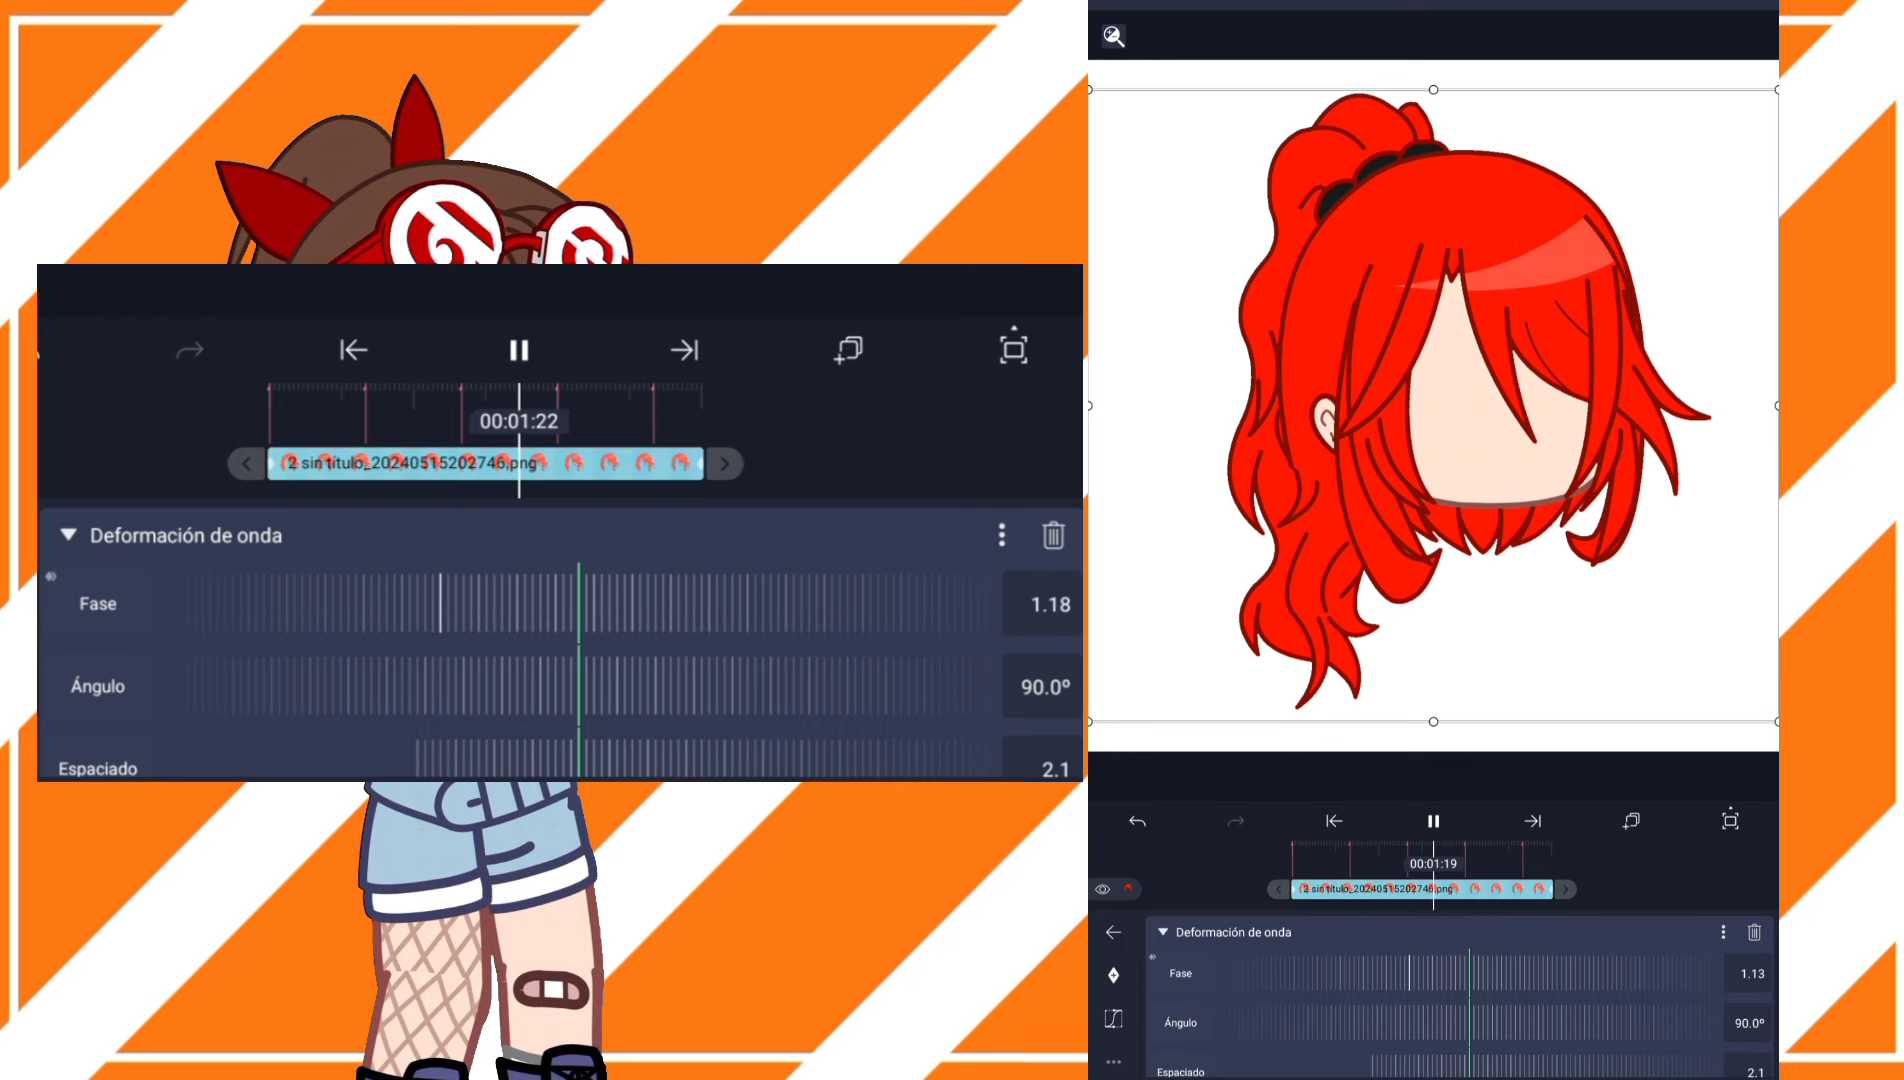 00:01:22
2 sin título_20240515202746.png
Deformación de onda
Fase
1.18
Ángulo
90.0º
Espaciado
2.1
00:01:19
2 sin título_20240515202746.png
Deformación de onda
Fase
1.13
Ángulo
90.0º
Espaciado
2.1